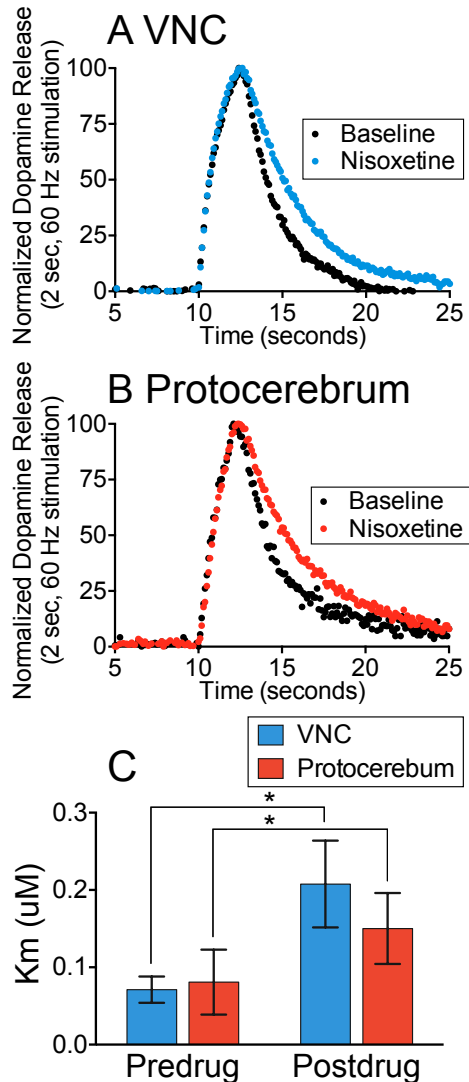 A VNC
Normalized Dopamine Release
(2 sec, 60 Hz stimulation)
100
75
50
25
0
Baseline
Nisoxetine
5 10 15 20 25
Time (seconds)
B Protocerebrum
Normalized Dopamine Release
(2 sec, 60 Hz stimulation)
100
75
50
25
0
Baseline
Nisoxetine
5 10 15 20 25
Time (seconds)
C
VNC
Protocerebum
*
*
Km (uM)
0.3
0.2
0.1
0.0
Predrug Postdrug